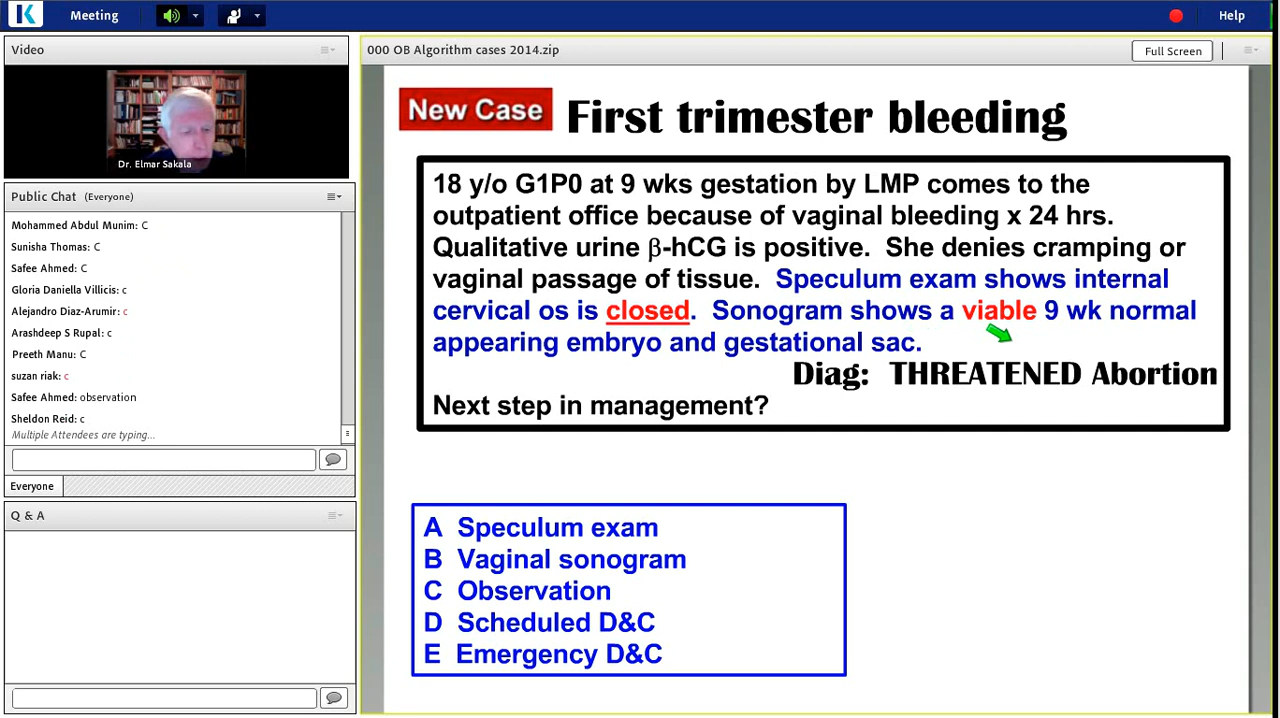 K
Meeting
Help
Video
Dr. Elmar Sakala
Public Chat (Everyone)
Mohammed Abdul Munim: C
Sunisha Thomas: C
Safee Ahmed: C
Gloria Daniella Villicis: c
Alejandro Diaz-Arumir: c
Arashdeep S Rupal: c
Preeth Manu: C
suzan riak: c
Safee Ahmed: observation
Sheldon Reid: c
Multiple Attendees are typing...
Everyone
Q & A
000 OB Algorithm cases 2014.zip
Full Screen
New Case First trimester bleeding
18 y/o G1P0 at 9 wks gestation by LMP comes to the
outpatient office because of vaginal bleeding x 24 hrs.
Qualitative urine β-hCG is positive. She denies cramping or
vaginal passage of tissue. Speculum exam shows internal
cervical os is closed. Sonogram shows a viable 9 wk normal
appearing embryo and gestational sac.
Diag: THREATENED Abortion
Next step in management?
A Speculum exam
B Vaginal sonogram
C Observation
D Scheduled D&C
E Emergency D&C